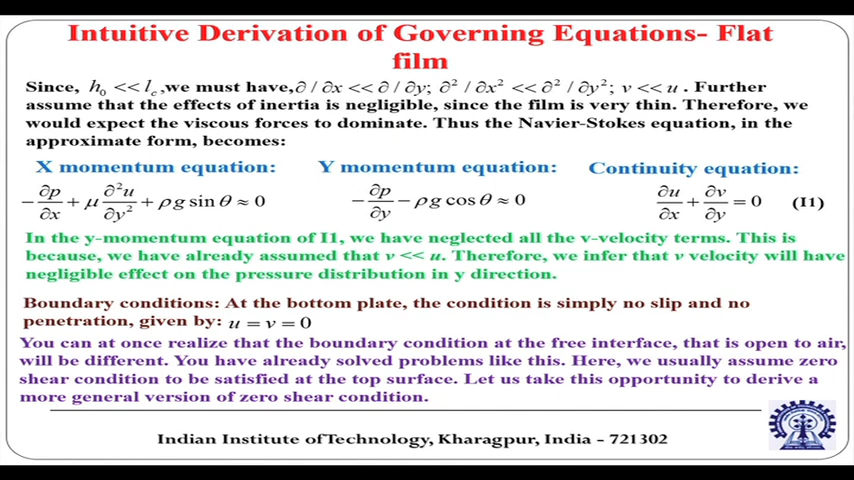 Intuitive Derivation of Governing Equations- Flat
film
Since, h₀ << l_c, we must have, ∂/∂x << ∂/∂y; ∂²/∂x² << ∂²/∂y²; v << u. Further
assume that the effects of inertia is negligible, since the film is very thin. Therefore, we
would expect the viscous forces to dominate. Thus the Navier-Stokes equation, in the
approximate form, becomes:
X momentum equation: Y momentum equation: Continuity equation:
-∂p/∂x + μ ∂²u/∂y² + ρg sin θ ≈ 0 -∂p/∂y - ρg cos θ ≈ 0 ∂u/∂x + ∂v/∂y = 0 (I1)
In the y-momentum equation of I1, we have neglected all the v-velocity terms. This is
because, we have already assumed that v << u. Therefore, we infer that v velocity will have
negligible effect on the pressure distribution in y direction.
Boundary conditions: At the bottom plate, the condition is simply no slip and no
penetration, given by: u = v = 0
You can at once realize that the boundary condition at the free interface, that is open to air,
will be different. You have already solved problems like this. Here, we usually assume zero
shear condition to be satisfied at the top surface. Let us take this opportunity to derive a
more general version of zero shear condition.
Indian Institute of Technology, Kharagpur, India - 721302